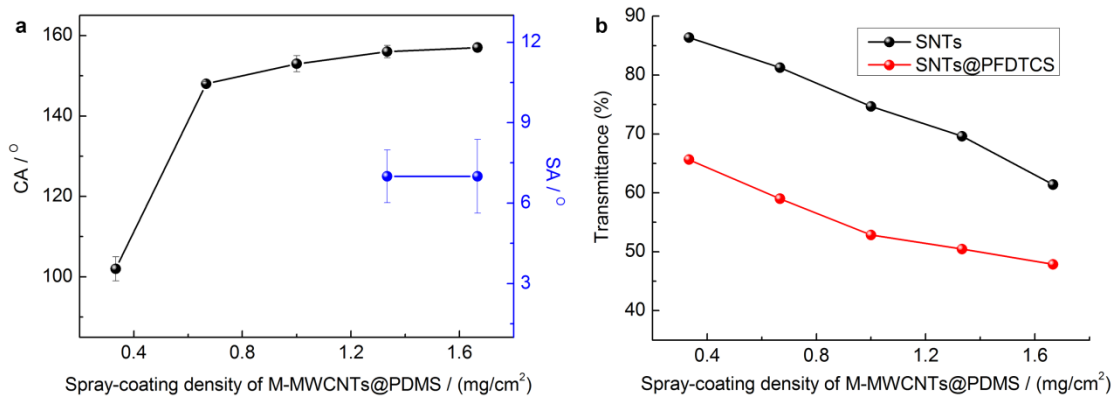 a
160
140
120
100
CA / °
12
9
6
3
SA / °
0.4 0.8 1.2 1.6
Spray-coating density of M-MWCNTs@PDMS / (mg/cm²)
b
90
80
70
60
50
40
Transmittance (%)
SNTs
SNTs@PFDTCS
0.4 0.8 1.2 1.6
Spray-coating density of M-MWCNTs@PDMS / (mg/cm²)